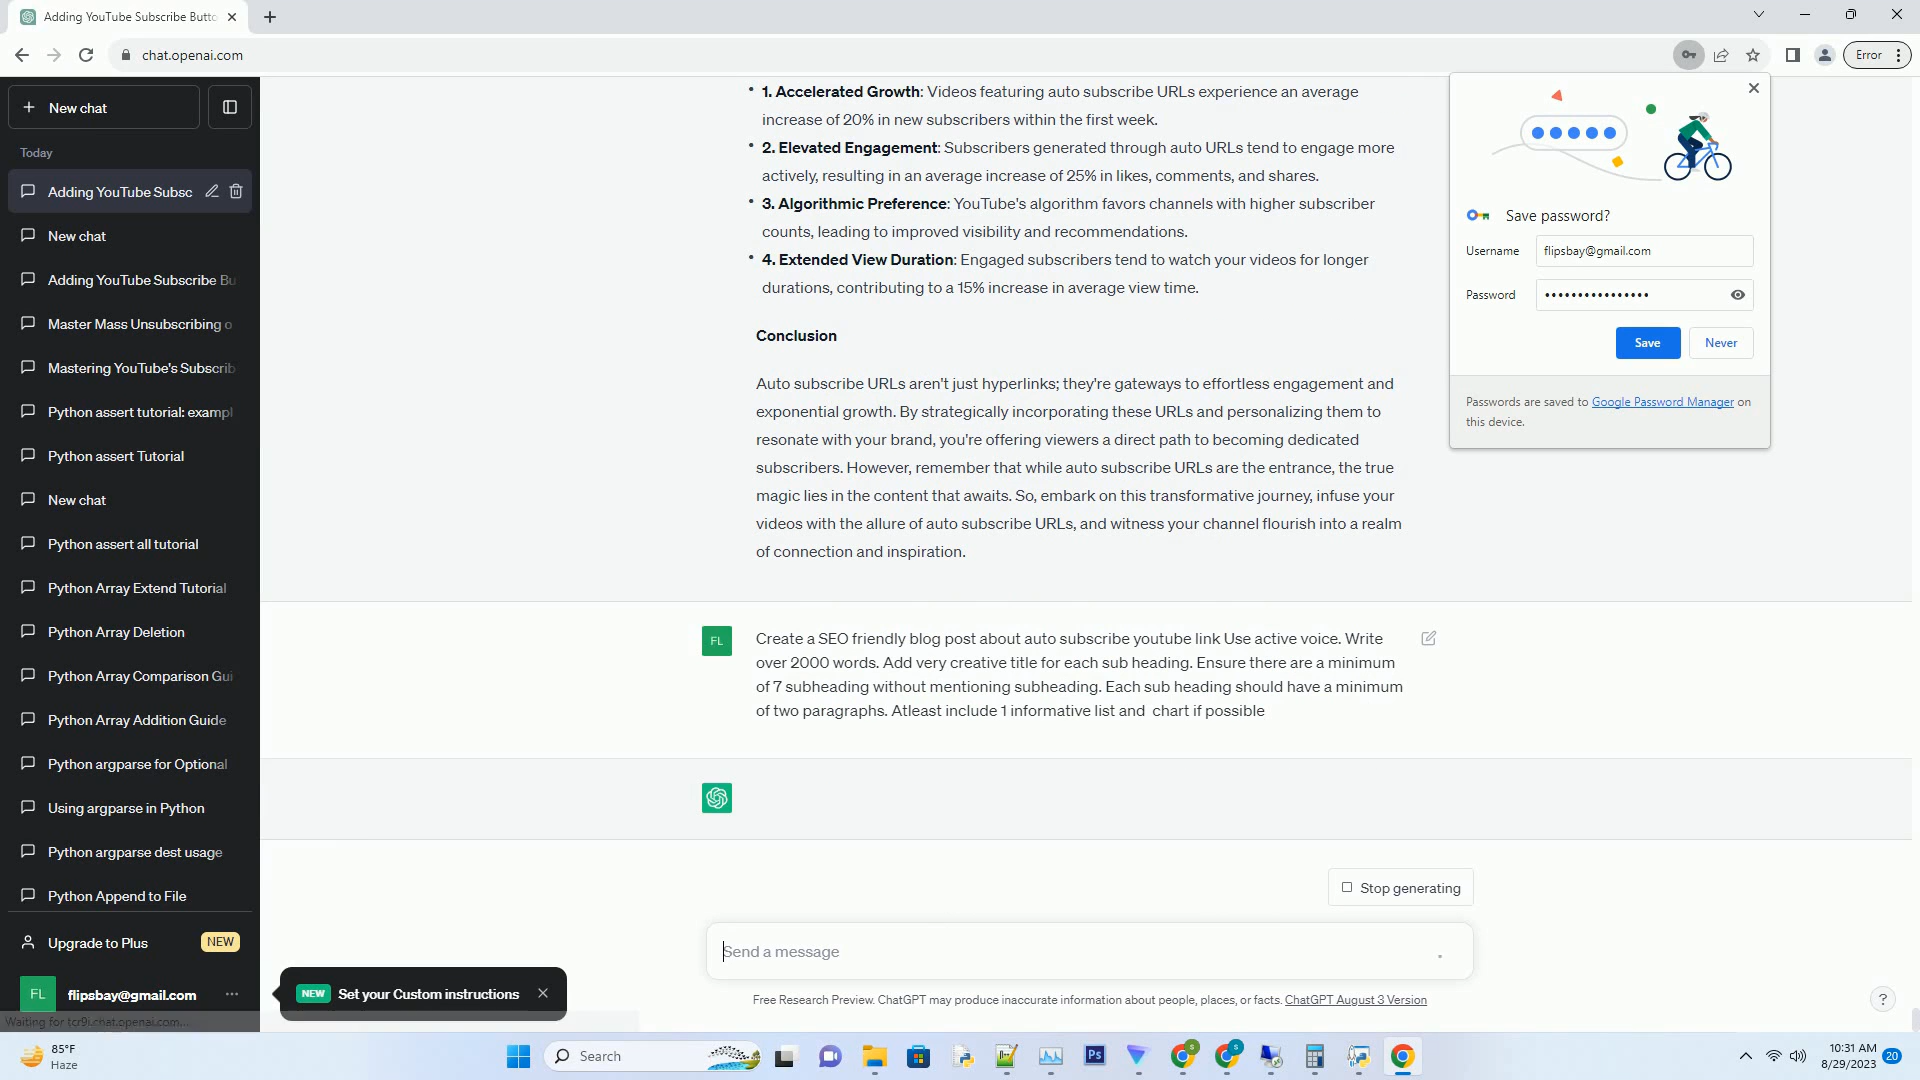 Adding YouTube Subscribe Butto
chat.openai.com
Error
New chat
Today
Adding YouTube Subsc
New chat
Adding YouTube Subscribe Bu
Master Mass Unsubscribing o
Mastering YouTube's Subscrib
Python assert tutorial: exampl
Python assert Tutorial
New chat
Python assert all tutorial
Python Array Extend Tutorial
Python Array Deletion
Python Array Comparison Gui
Python Array Addition Guide
Python argparse for Optional
Using argparse in Python
Python argparse dest usage
Python Append to File
Upgrade to Plus NEW
FL flipsbay@gmail.com
Waiting for tcr9i.chat.openai.com...
• 1. Accelerated Growth: Videos featuring auto subscribe URLs experience an average
increase of 20% in new subscribers within the first week.
• 2. Elevated Engagement: Subscribers generated through auto URLs tend to engage more
actively, resulting in an average increase of 25% in likes, comments, and shares.
• 3. Algorithmic Preference: YouTube's algorithm favors channels with higher subscriber
counts, leading to improved visibility and recommendations.
• 4. Extended View Duration: Engaged subscribers tend to watch your videos for longer
durations, contributing to a 15% increase in average view time.
Conclusion
Auto subscribe URLs aren't just hyperlinks; they're gateways to effortless engagement and
exponential growth. By strategically incorporating these URLs and personalizing them to
resonate with your brand, you're offering viewers a direct path to becoming dedicated
subscribers. However, remember that while auto subscribe URLs are the entrance, the true
magic lies in the content that awaits. So, embark on this transformative journey, infuse your
videos with the allure of auto subscribe URLs, and witness your channel flourish into a realm
of connection and inspiration.
FL
Create a SEO friendly blog post about auto subscribe youtube link Use active voice. Write
over 2000 words. Add very creative title for each sub heading. Ensure there are a minimum
of 7 subheading without mentioning subheading. Each sub heading should have a minimum
of two paragraphs. Atleast include 1 informative list and chart if possible
Stop generating
Send a message
Free Research Preview. ChatGPT may produce inaccurate information about people, places, or facts. ChatGPT August 3 Version
NEW Set your Custom instructions
?
Save password?
Username flipsbay@gmail.com
Password ••••••••••••••••
Save Never
Passwords are saved to Google Password Manager on
this device.
85°F
Haze
Search
Ps
S
S
10:31 AM
8/29/2023
20